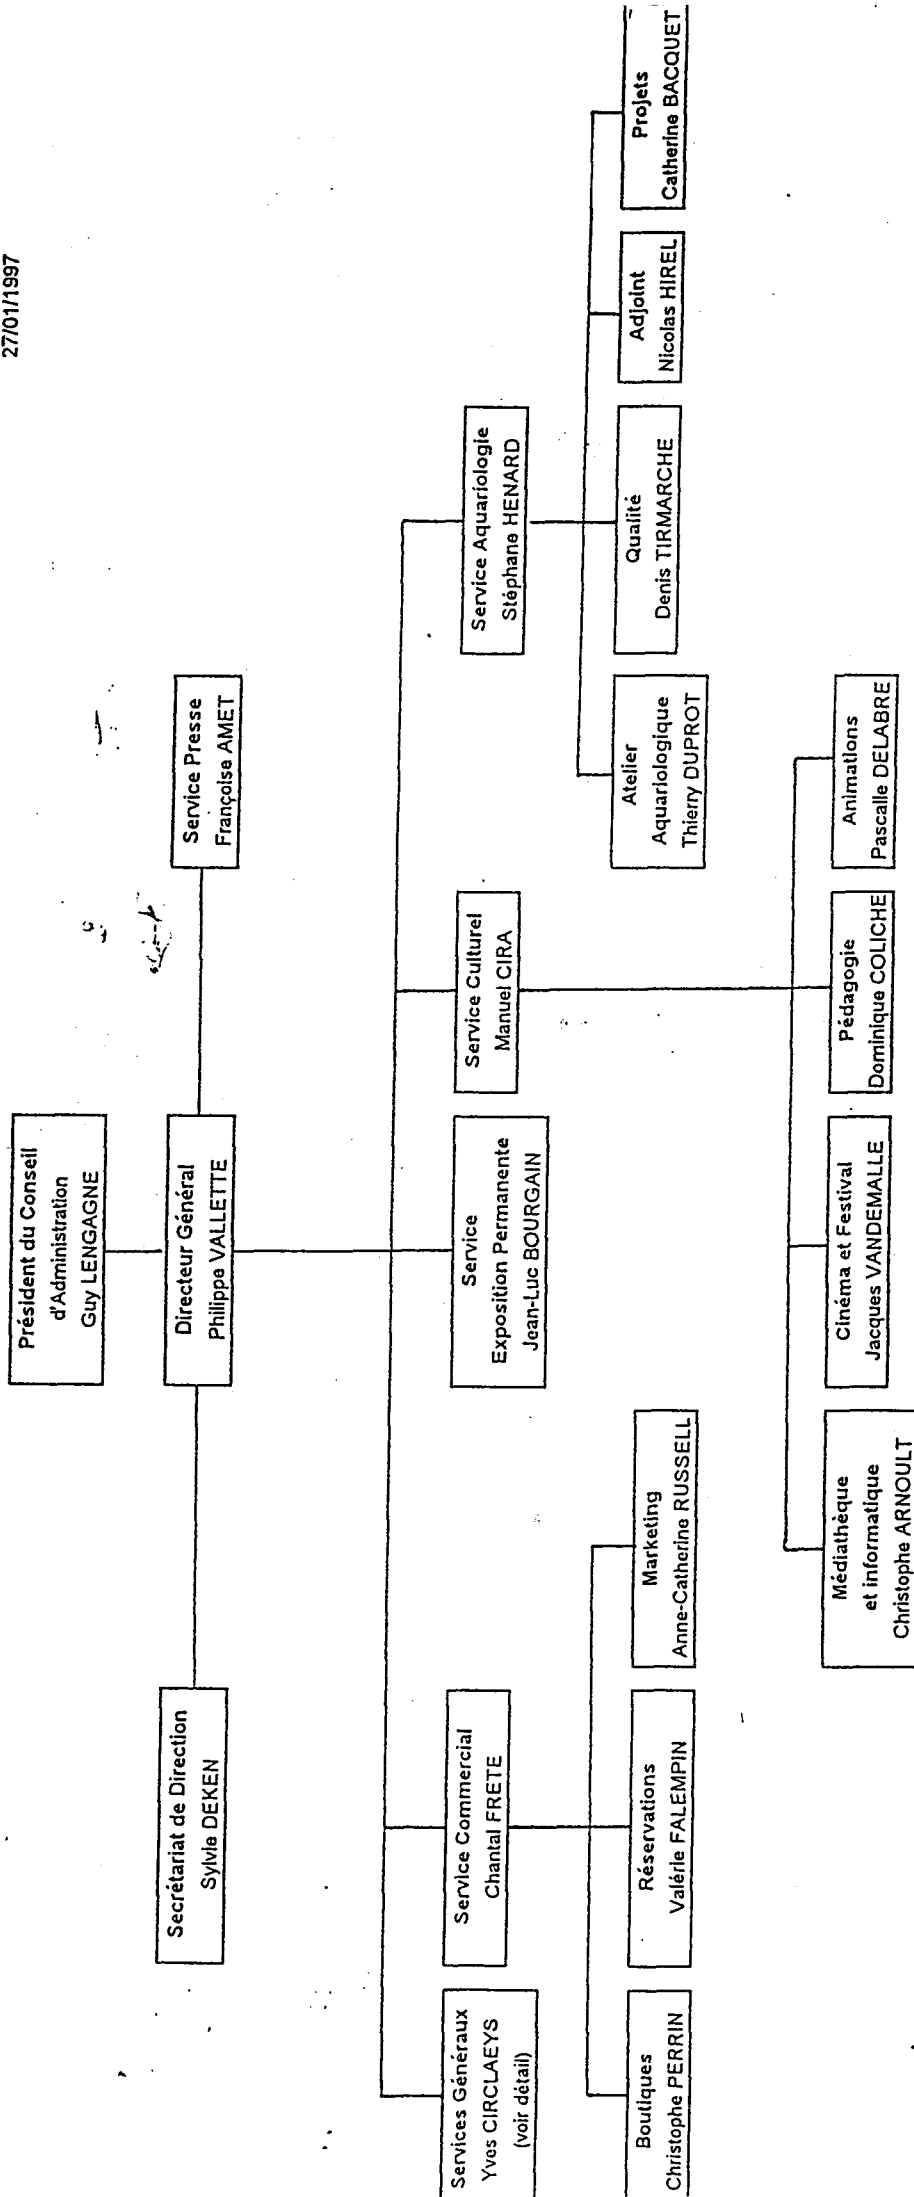 27/01/1997
Président du Conseil
d'Administration
Guy LENGAGNE
Secrétariat de Direction
Sylvie DEKEN
Directeur Général
Philippe VALLETTE
Service Presse
Françoise AMET
Services Généraux
Yves CIRCLAEYS
(voir détail)
Service Commercial
Chantal FRETE
Service
Exposition Permanente
Jean-Luc BOURGAIN
Service Culturel
Manuel CIRA
Service Aquariologie
Stéphane HENARD
Boutiques
Christophe PERRIN
Réservations
Valérie FALEMPIN
Marketing
Anne-Catherine RUSSELL
Atelier
Aquariologique
Thierry DUPROT
Qualité
Denis TIRMARCHE
Adjoint
Nicolas HIREL
Projets
Catherine BACQUET
Médiathèque
et informatique
Christophe ARNOULT
Cinéma et Festival
Jacques VANDEMALLE
Pédagogie
Dominique COLICHE
Animations
Pascalle DELABRE